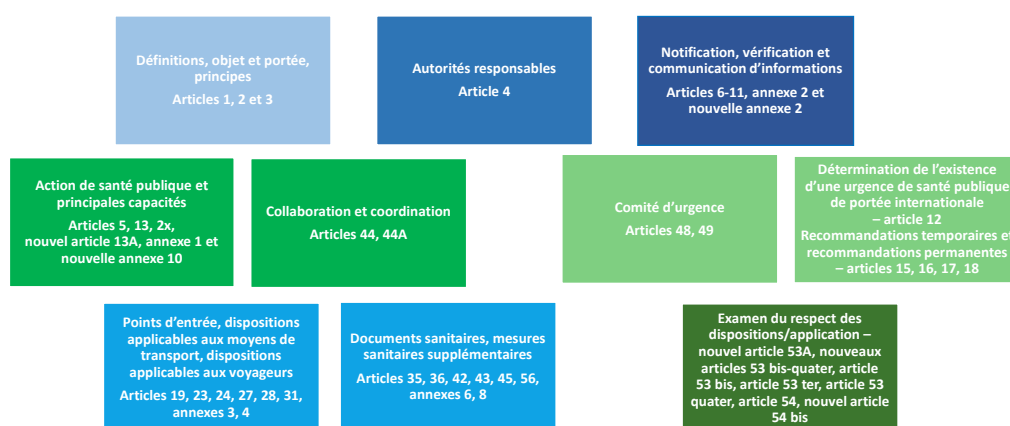 Définitions, objet et portée,
principes
Articles 1, 2 et 3
Autorités responsables
Article 4
Notification, vérification et
communication d'informations
Articles 6-11, annexe 2 et
nouvelle annexe 2
Action de santé publique et
principales capacités
Articles 5, 13, 2x,
nouvel article 13A, annexe 1 et
nouvelle annexe 10
Collaboration et coordination
Articles 44, 44A
Comité d'urgence
Articles 48, 49
Détermination de l'existence
d'une urgence de santé publique
de portée internationale
– article 12
Recommandations temporaires et
recommandations permanentes
– articles 15, 16, 17, 18
Points d'entrée, dispositions
applicables aux moyens de
transport, dispositions
applicables aux voyageurs
Articles 19, 23, 24, 27, 28, 31,
annexes 3, 4
Documents sanitaires, mesures
sanitaires supplémentaires
Articles 35, 36, 42, 43, 45, 56,
annexes 6, 8
Examen du respect des
dispositions/application –
nouvel article 53A, nouveaux
articles 53 bis-quater, article
53 bis, article 53 ter, article 53
quater, article 54, nouvel article
54 bis